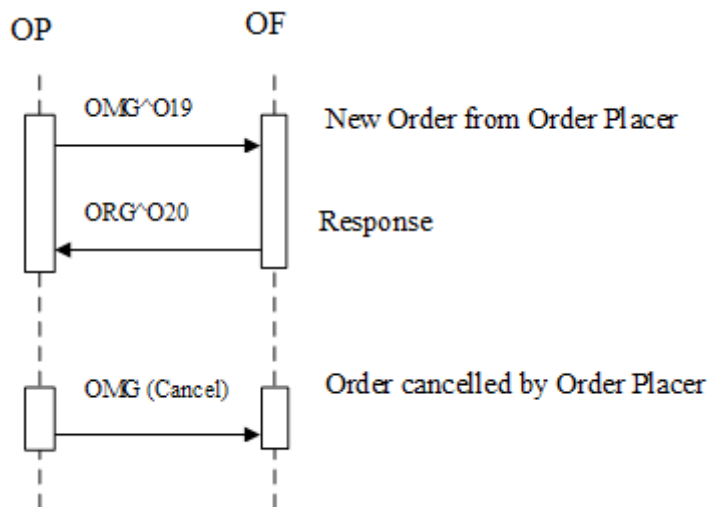 OP OF
OMG^O19 New Order from Order Placer
ORG^O20 Response
OMG (Cancel) Order cancelled by Order Placer